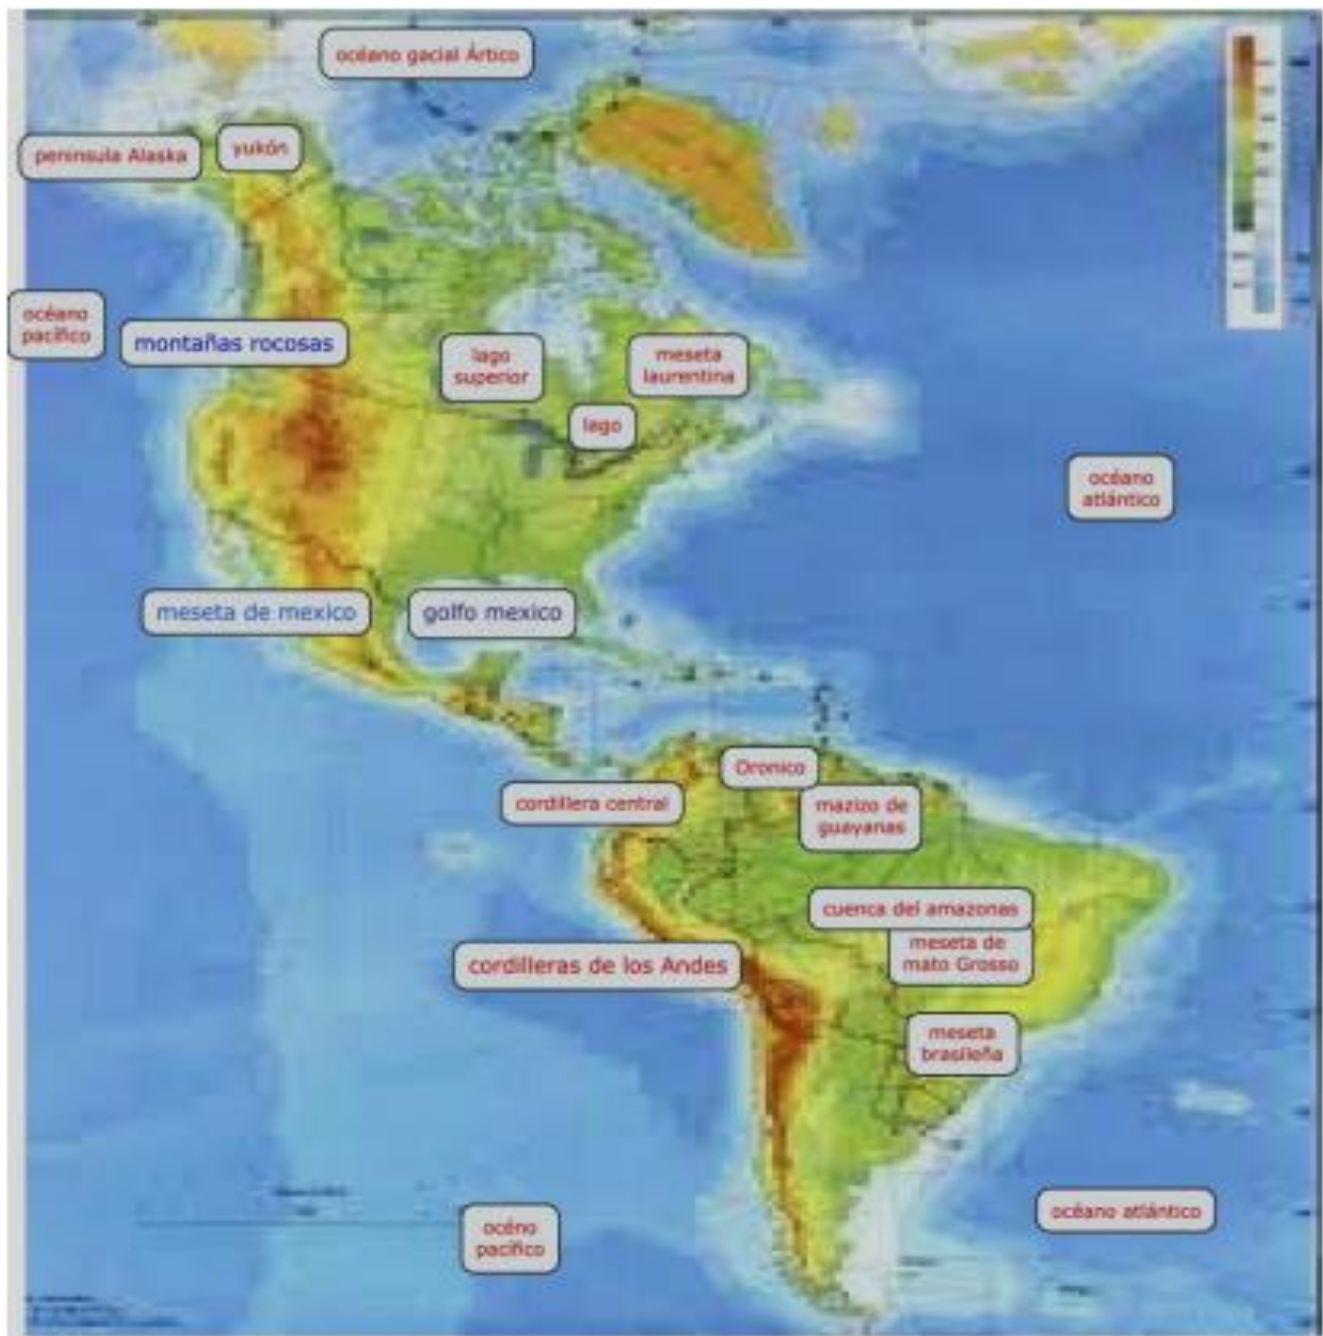 océano gacial Ártico
peninsula Alaska
yukón
océano
pacífico
montañas rocosas
lago
superior
meseta
laurentina
lago
océano
atlántico
meseta de mexico
golfo mexico
Oronico
cordillera central
mazizo de
guayanas
cuenca del amazonas
meseta de
mato Grosso
cordilleras de los Andes
meseta
brasileña
océano atlántico
océno
pacífico